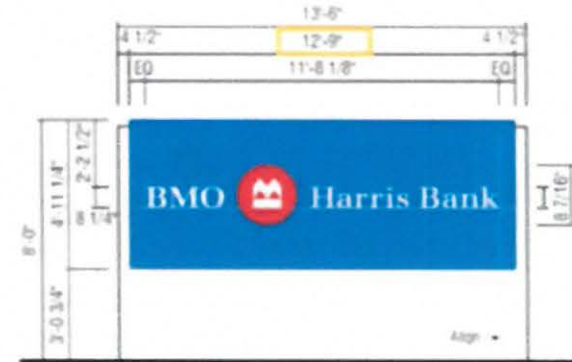 13'-6"
4 1/2" 12'-9" 4 1/2"
EQ 11'-8 1/8" EQ
2'-2 1/2"
4'-11 1/4"
8 1/4"
8'-0"
3'-0 3/4"
BMO Harris Bank
8 7/16"
Align